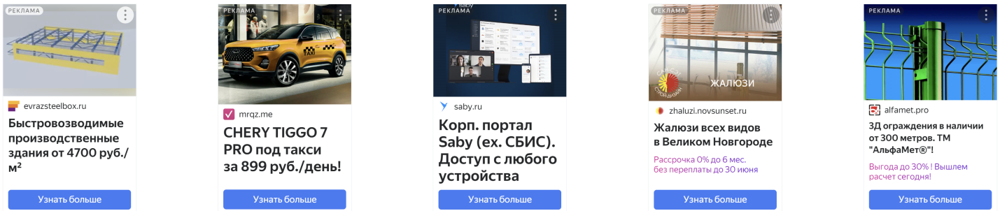 РЕКЛАМА
evrazsteelbox.ru
Быстровозводимые
производственные
здания от 4700 руб./
м²
Узнать больше
РЕКЛАМА
TAXI
mrqz.me
CHERY TIGGO 7
PRO под такси
за 899 руб./день!
Узнать больше
РЕКЛАМА
saby
saby.ru
Корп. портал
Saby (ex. СБИС).
Доступ с любого
устройства
Узнать больше
РЕКЛАМА
ЖАЛЮЗИ
zhaluzi.novsunset.ru
Жалюзи всех видов
в Великом Новгороде
Рассрочка 0% до 6 мес.
без переплаты до 30 июня
Узнать больше
РЕКЛАМА
alfamet.pro
3Д ограждения в наличии
от 300 метров. ТМ
"АльфаМет®"!
Выгода до 30% ! Вышлем
расчет сегодня!
Узнать больше